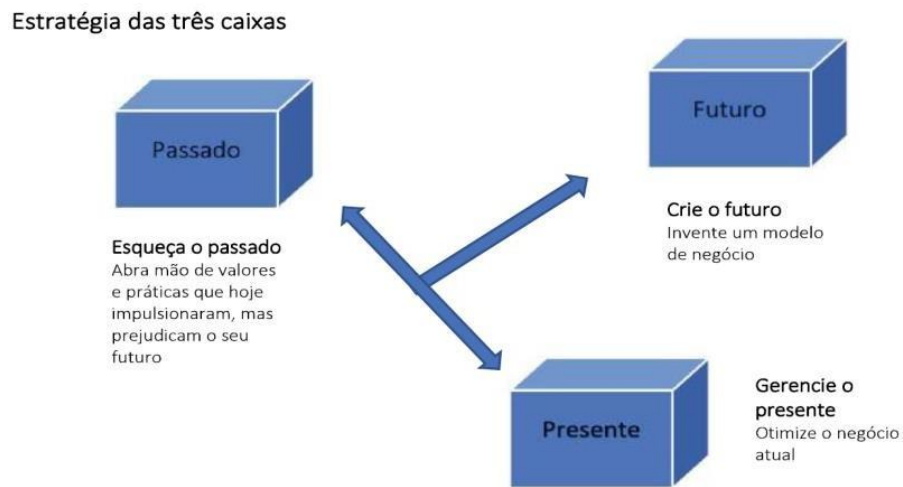 Estratégia das três caixas
Passado
Esqueça o passado
Abra mão de valores
e práticas que hoje
impulsionaram, mas
prejudicam o seu
futuro
Futuro
Crie o futuro
Invente um modelo
de negócio
Presente
Gerencie o
presente
Otimize o negócio
atual